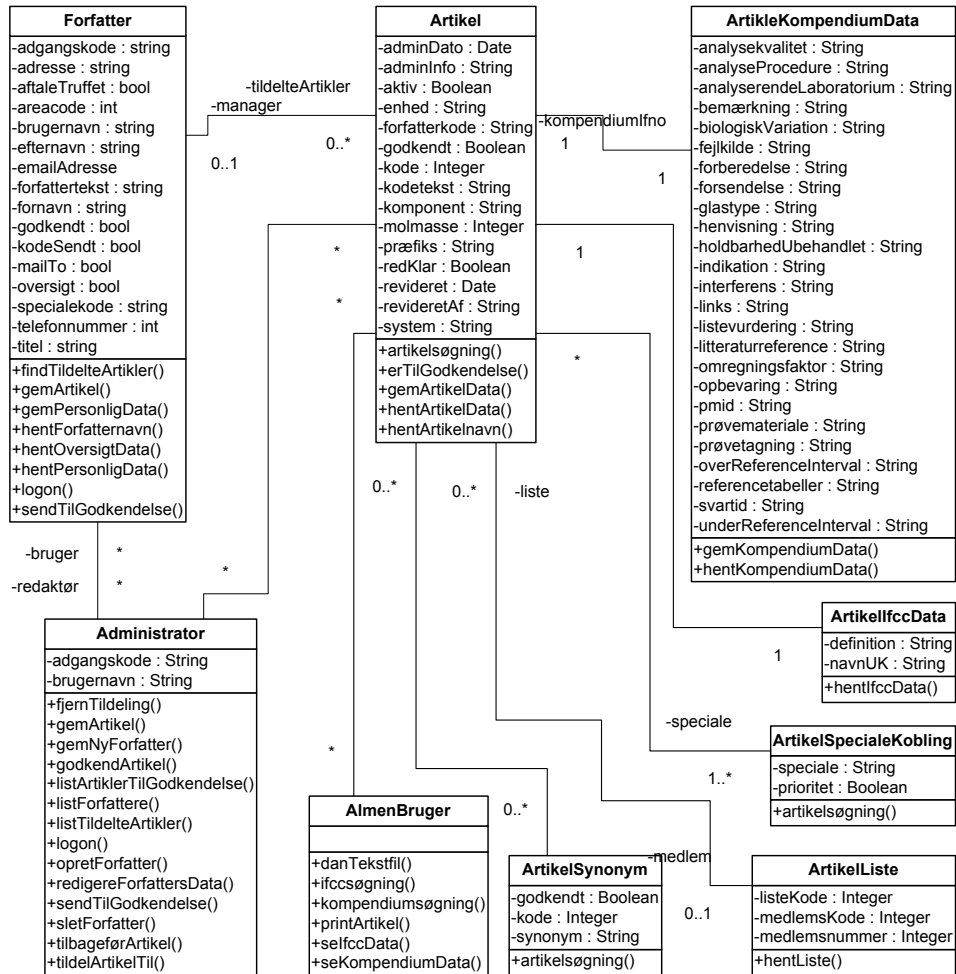 Forfatter
-adgangskode : string
-adresse : string
-aftaleTruffet : bool
-areacode : int
-brugernavn : string
-efternavn : string
-emailAdresse
-forfattertekst : string
-fornavn : string
-godkendt : bool
-kodeSendt : bool
-mailTo : bool
-oversigt : bool
-specialekode : string
-telefonnummer : int
-titel : string
+findTildelteArtikler()
+gemArtikel()
+gemPersonligData()
+hentForfatternavn()
+hentOversigtData()
+hentPersonligData()
+logon()
+sendTilGodkendelse()
-tildelteArtikler
-manager
0..1
0..*
Artikel
-adminDato : Date
-adminInfo : String
-aktiv : Boolean
-enhed : String
-forfatterkode : String
-godkendt : Boolean
-kode : Integer
-kodetekst : String
-komponent : String
-molmasse : Integer
-præfiks : String
-redKlar : Boolean
-revideret : Date
-revideretAf : String
-system : String
+artikelsøgning()
+erTilGodkendelse()
+gemArtikelData()
+hentArtikelData()
+hentArtikelnavn()
-kompendiumIfno
1
1
ArtikleKompendiumData
-analysekvalitet : String
-analyseProcedure : String
-analyserendeLaboratorium : String
-bemærkning : String
-biologiskVariation : String
-fejlkilde : String
-forberedelse : String
-forsendelse : String
-glastype : String
-henvisning : String
-holdbarhedUbehandlet : String
-indikation : String
-interferens : String
-links : String
-listevurdering : String
-litteraturreference : String
-omregningsfaktor : String
-opbevaring : String
-pmid : String
-prøvemateriale : String
-prøvetagning : String
-overReferenceInterval : String
-referencetabeller : String
-svartid : String
-underReferenceInterval : String
+gemKompendiumData()
+hentKompendiumData()
*
1
*
*
0..*
0..*
-liste
-bruger
*
-redaktør
*
*
Administrator
-adgangskode : String
-brugernavn : String
+fjernTildeling()
+gemArtikel()
+gemNyForfatter()
+godkendArtikel()
+listArtiklerTilGodkendelse()
+listForfattere()
+listTildelteArtikler()
+logon()
+opretForfatter()
+redigereForfattersData()
+sendTilGodkendelse()
+sletForfatter()
+tilbageførArtikel()
+tildelArtikelTil()
ArtikelIfccData
-definition : String
-navnUK : String
+hentIfccData()
1
-speciale
1..*
ArtikelSpecialeKobling
-speciale : String
-prioritet : Boolean
+artikelsøgning()
*
AlmenBruger
+danTekstfil()
+ifccsøgning()
+kompendiumsøgning()
+printArtikel()
+seIfccData()
+seKompendiumData()
0..*
ArtikelSynonym
-godkendt : Boolean
-kode : Integer
-synonym : String
+artikelsøgning()
-medlem
0..1
ArtikelListe
-listeKode : Integer
-medlemsKode : Integer
-medlemsnummer : Integer
+hentListe()